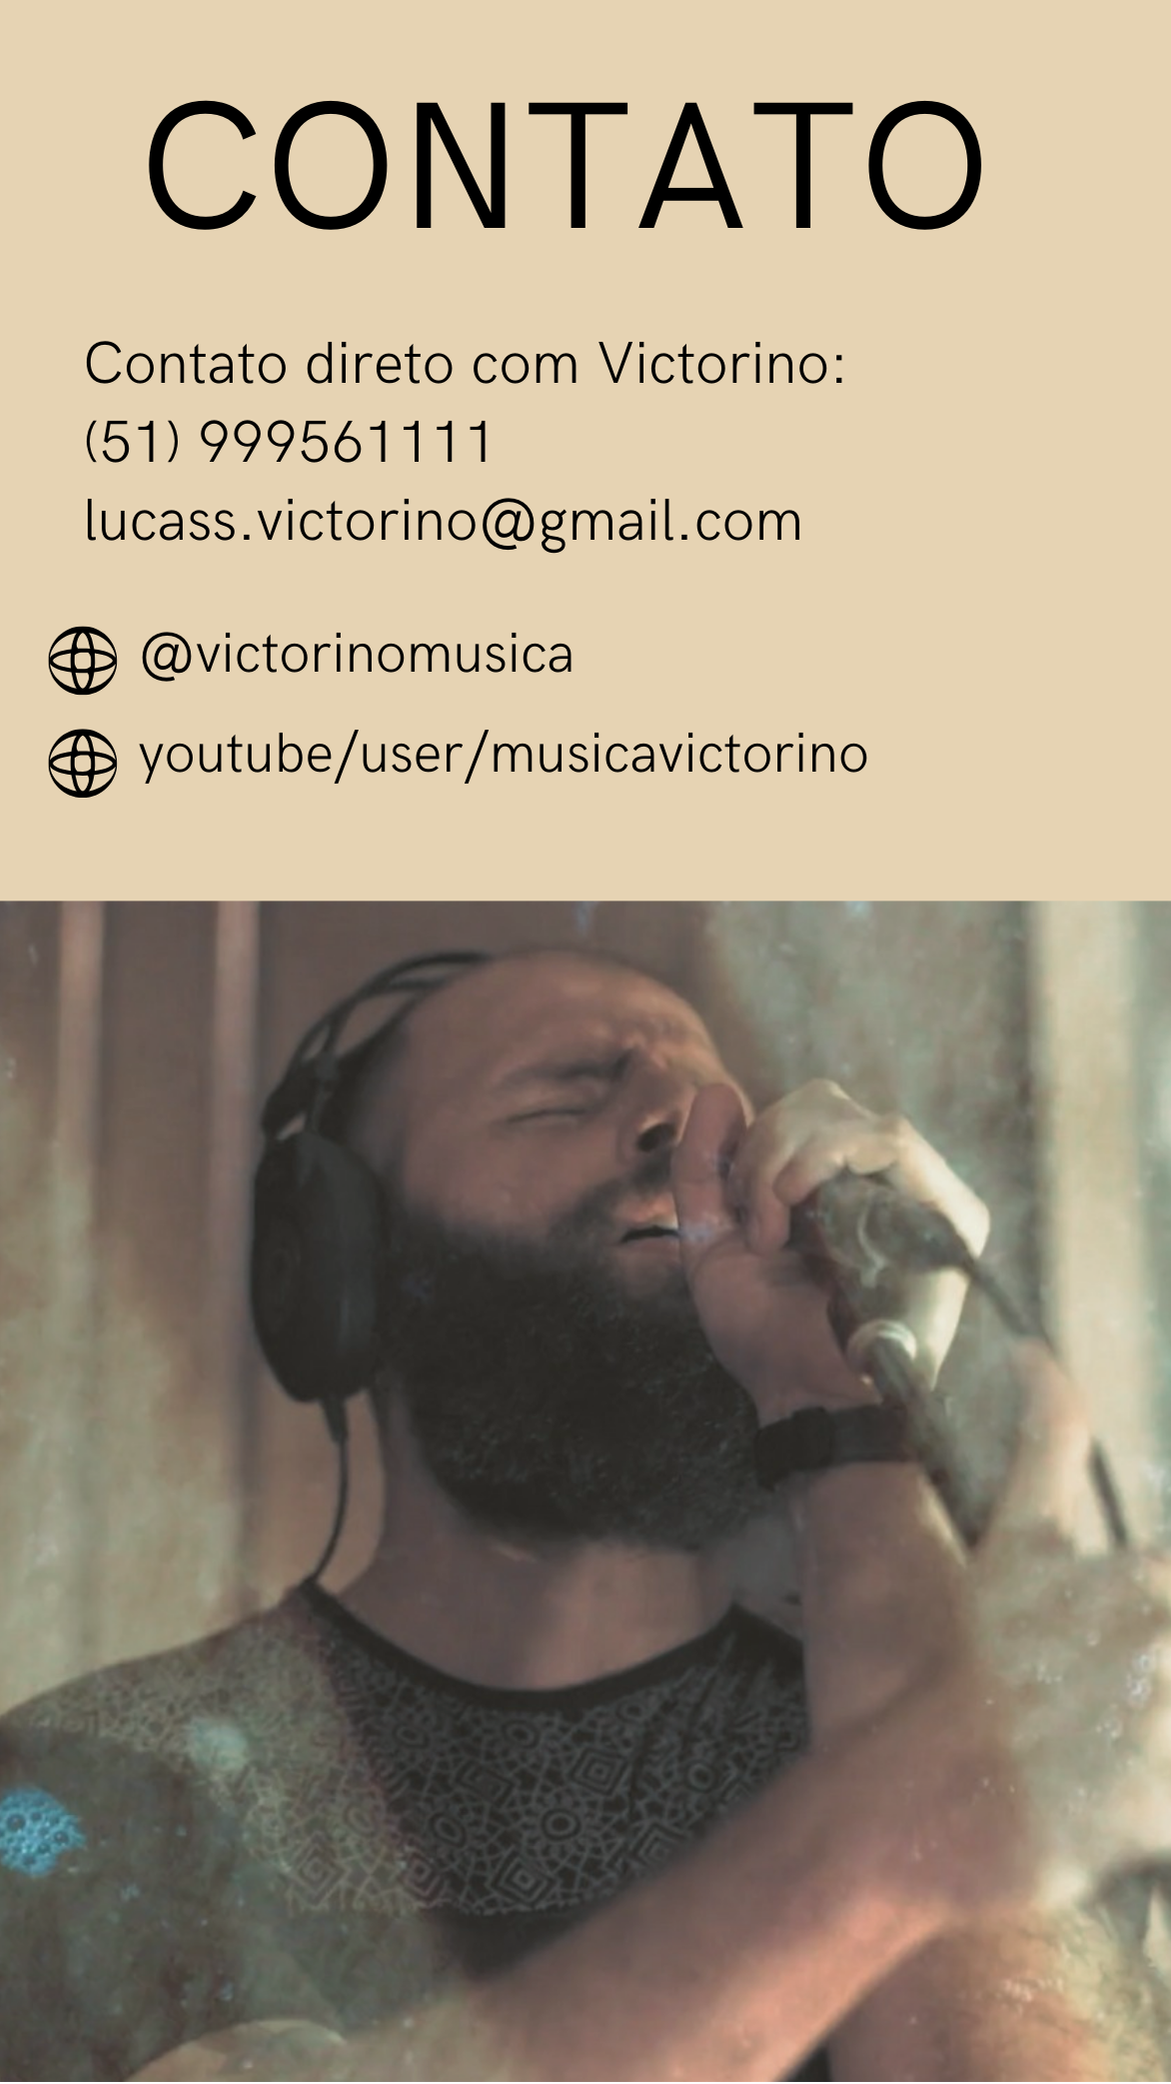 CONTATO
Contato direto com Victorino:
(51) 999561111
lucass.victorino@gmail.com
@victorinomusica
youtube/user/musicavictorino